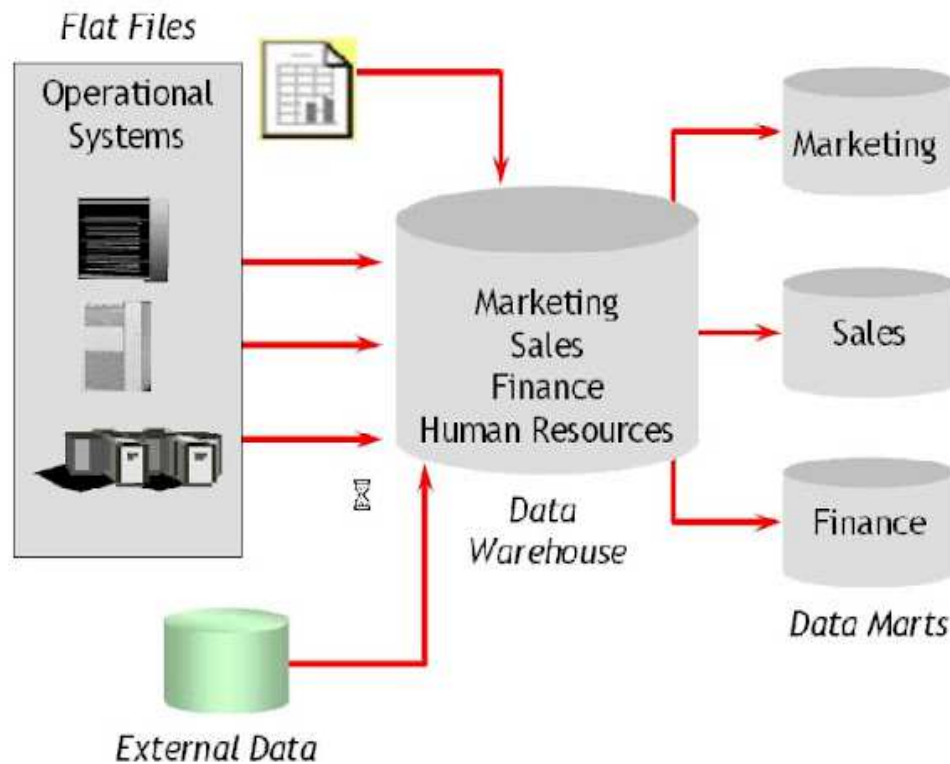 Flat Files
Operational
Systems
Marketing
Sales
Finance
Human Resources
Data
Warehouse
Marketing
Sales
Finance
Data Marts
External Data